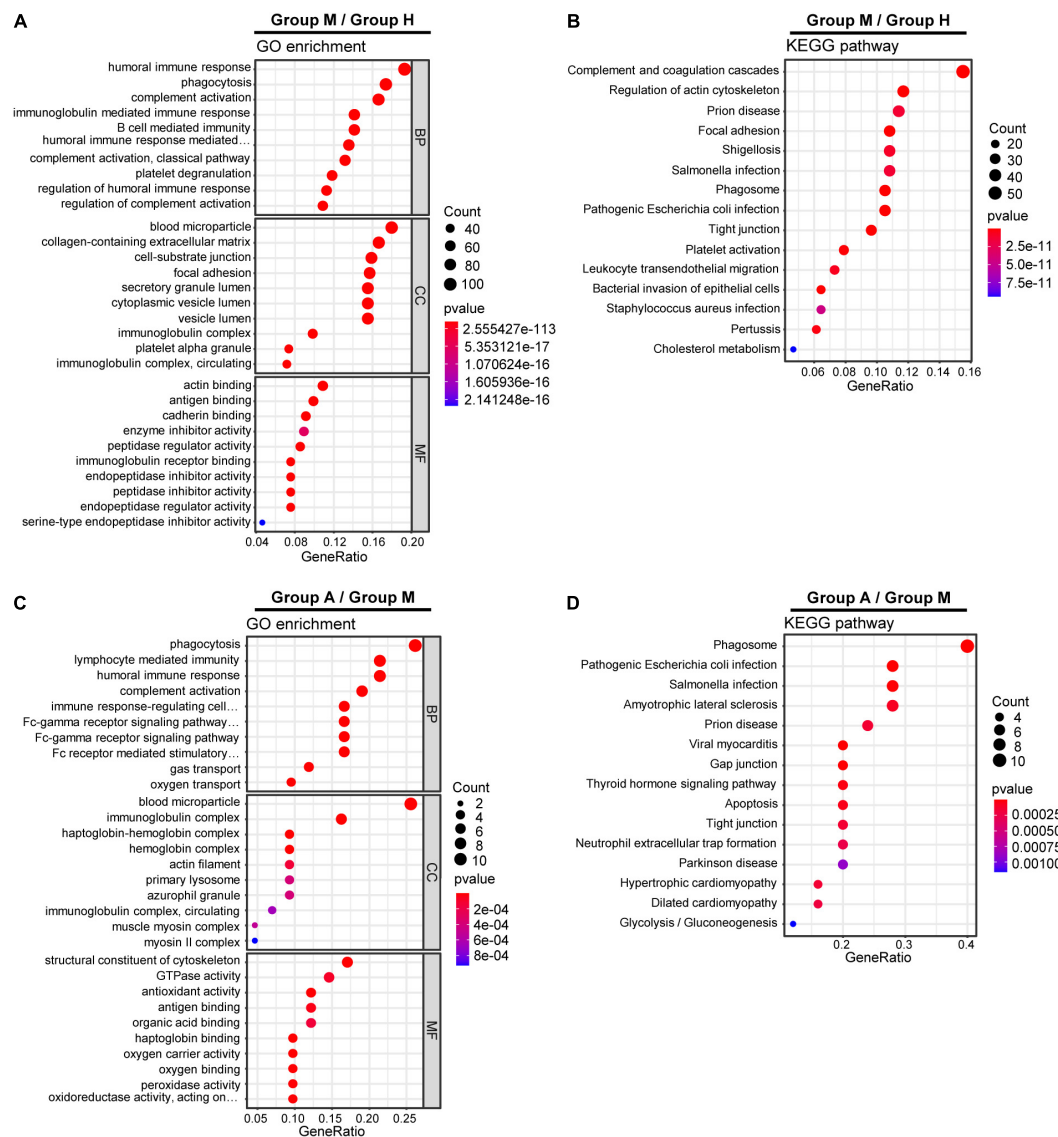 A
Group M / Group H
GO enrichment
humoral immune response
phagocytosis
complement activation
immunoglobulin mediated immune response
B cell mediated immunity
humoral immune response mediated…
complement activation, classical pathway
platelet degranulation
regulation of humoral immune response
regulation of complement activation
BP
blood microparticle
collagen-containing extracellular matrix
cell-substrate junction
focal adhesion
secretory granule lumen
cytoplasmic vesicle lumen
vesicle lumen
immunoglobulin complex
platelet alpha granule
immunoglobulin complex, circulating
CC
actin binding
antigen binding
cadherin binding
enzyme inhibitor activity
peptidase regulator activity
immunoglobulin receptor binding
endopeptidase inhibitor activity
peptidase inhibitor activity
endopeptidase regulator activity
serine-type endopeptidase inhibitor activity
MF
0.04 0.08 0.12 0.16 0.20
GeneRatio
Count
40
60
80
100
pvalue
2.555427e-113
5.353121e-17
1.070624e-16
1.605936e-16
2.141248e-16
B
Group M / Group H
KEGG pathway
Complement and coagulation cascades
Regulation of actin cytoskeleton
Prion disease
Focal adhesion
Shigellosis
Salmonella infection
Phagosome
Pathogenic Escherichia coli infection
Tight junction
Platelet activation
Leukocyte transendothelial migration
Bacterial invasion of epithelial cells
Staphylococcus aureus infection
Pertussis
Cholesterol metabolism
0.06 0.08 0.10 0.12 0.14 0.16
GeneRatio
Count
20
30
40
50
pvalue
2.5e-11
5.0e-11
7.5e-11
C
Group A / Group M
GO enrichment
phagocytosis
lymphocyte mediated immunity
humoral immune response
complement activation
immune response-regulating cell…
Fc-gamma receptor signaling pathway…
Fc-gamma receptor signaling pathway
Fc receptor mediated stimulatory…
gas transport
oxygen transport
BP
blood microparticle
immunoglobulin complex
haptoglobin-hemoglobin complex
hemoglobin complex
actin filament
primary lysosome
azurophil granule
immunoglobulin complex, circulating
muscle myosin complex
myosin II complex
CC
structural constituent of cytoskeleton
GTPase activity
antioxidant activity
antigen binding
organic acid binding
haptoglobin binding
oxygen carrier activity
oxygen binding
peroxidase activity
oxidoreductase activity, acting on…
MF
0.05 0.10 0.15 0.20 0.25
GeneRatio
Count
2
4
6
8
10
pvalue
2e-04
4e-04
6e-04
8e-04
D
Group A / Group M
KEGG pathway
Phagosome
Pathogenic Escherichia coli infection
Salmonella infection
Amyotrophic lateral sclerosis
Prion disease
Viral myocarditis
Gap junction
Thyroid hormone signaling pathway
Apoptosis
Tight junction
Neutrophil extracellular trap formation
Parkinson disease
Hypertrophic cardiomyopathy
Dilated cardiomyopathy
Glycolysis / Gluconeogenesis
0.2 0.3 0.4
GeneRatio
Count
4
6
8
10
pvalue
0.00025
0.00050
0.00075
0.00100